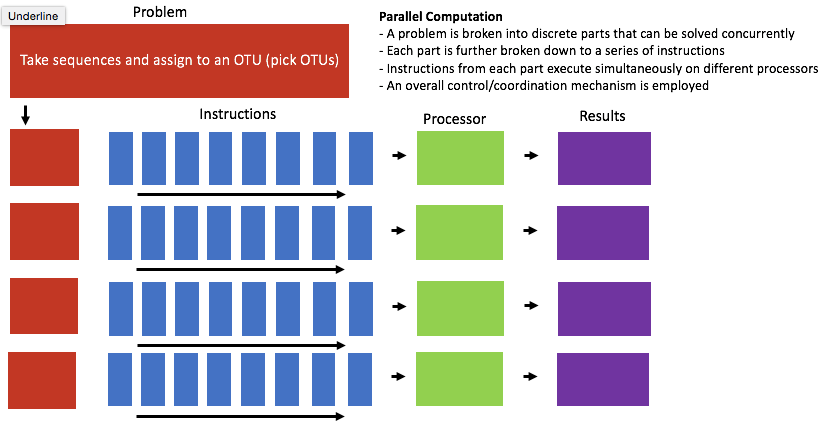 Underline
Problem
Take sequences and assign to an OTU (pick OTUs)
Parallel Computation
- A problem is broken into discrete parts that can be solved concurrently
- Each part is further broken down to a series of instructions
- Instructions from each part execute simultaneously on different processors
- An overall control/coordination mechanism is employed
Instructions
Processor
Results